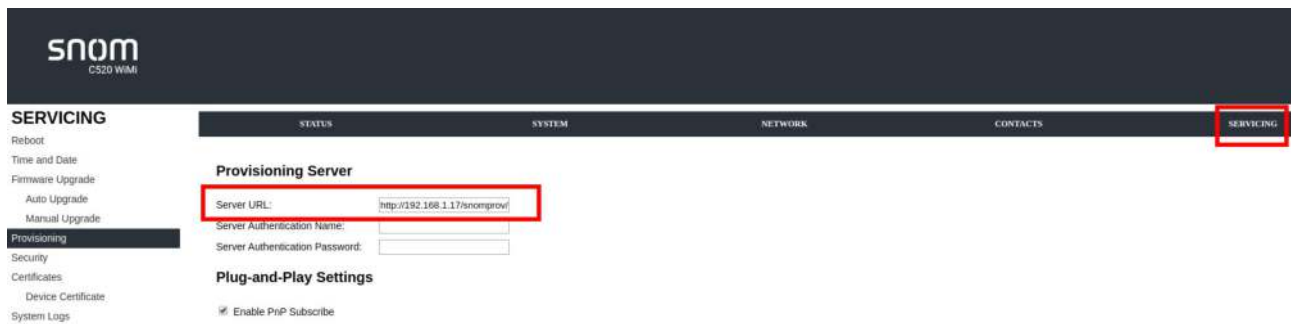 snom
C520 WiMi
SERVICING
Reboot
Time and Date
Firmware Upgrade
Auto Upgrade
Manual Upgrade
Provisioning
Security
Certificates
Device Certificate
System Logs
STATUS SYSTEM NETWORK CONTACTS SERVICING
Provisioning Server
Server URL: http://192.168.1.17/snomprov/
Server Authentication Name:
Server Authentication Password:
Plug-and-Play Settings
Enable PnP Subscribe